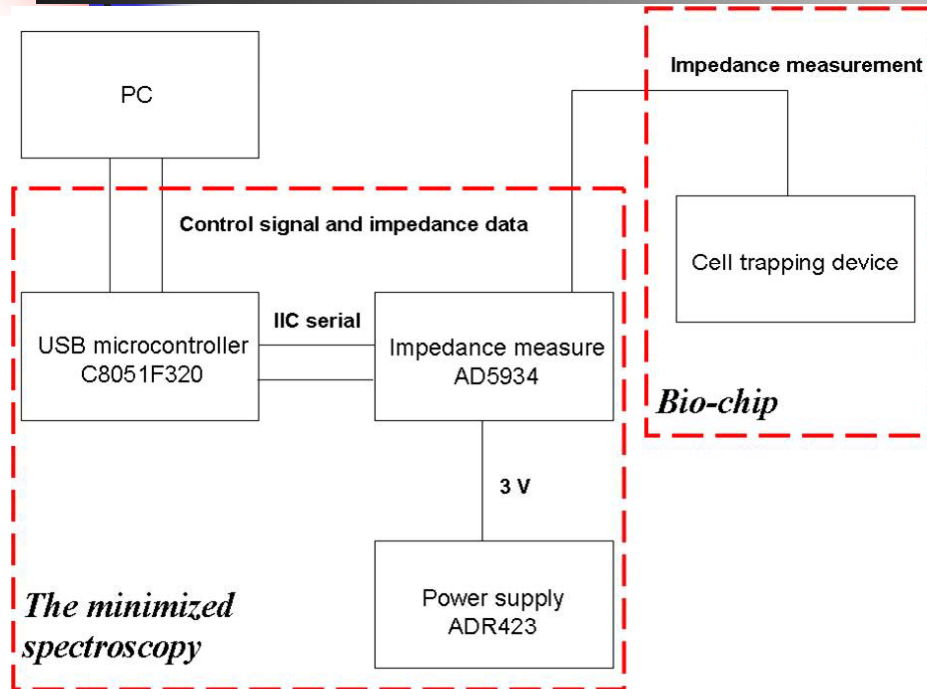 PC
Impedance measurement
Control signal and impedance data
Cell trapping device
USB microcontroller
C8051F320
IIC serial
Impedance measure
AD5934
Bio-chip
3 V
Power supply
ADR423
The minimized
spectroscopy